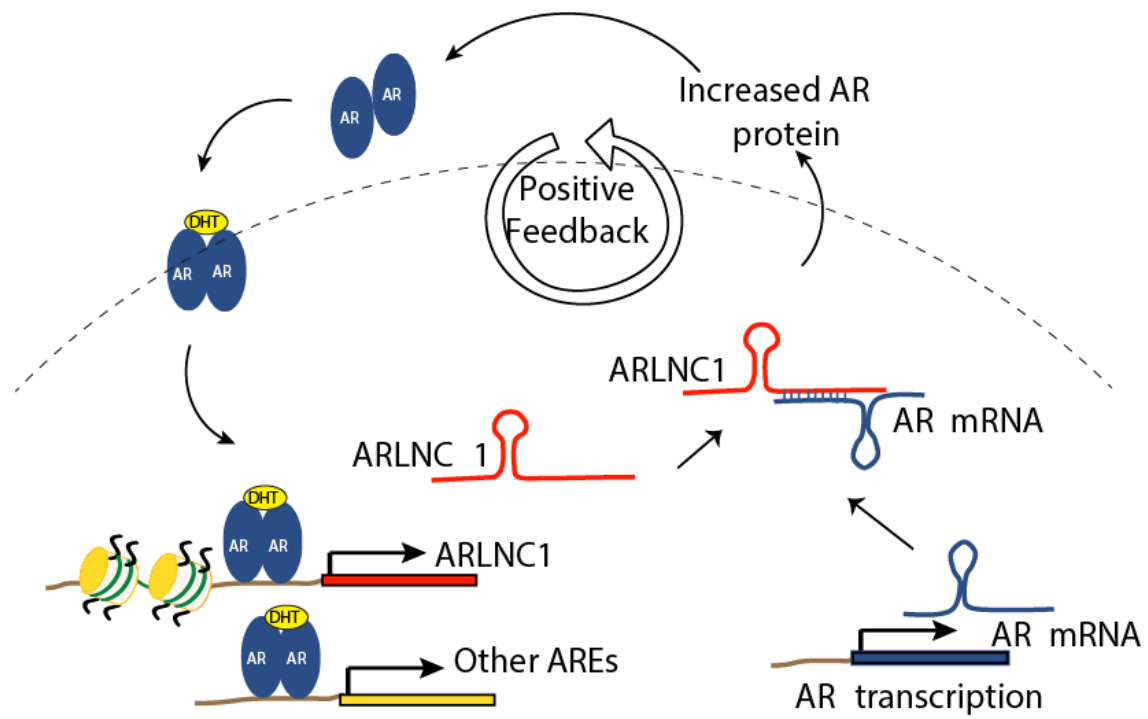 AR
AR
Increased AR
protein
Positive
Feedback
DHT
AR AR
ARLNC1
AR mRNA
ARLNC 1
DHT
AR AR
ARLNC1
DHT
AR AR
Other AREs
AR mRNA
AR transcription